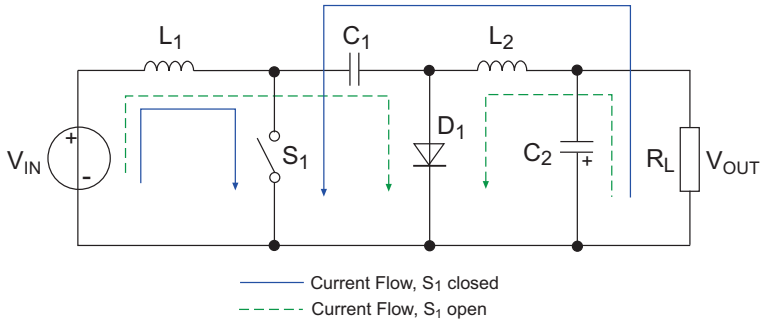 L1
C1
L2
+
VIN
-
S1
D1
C2
+
RL
VOUT
Current Flow, S1 closed
Current Flow, S1 open